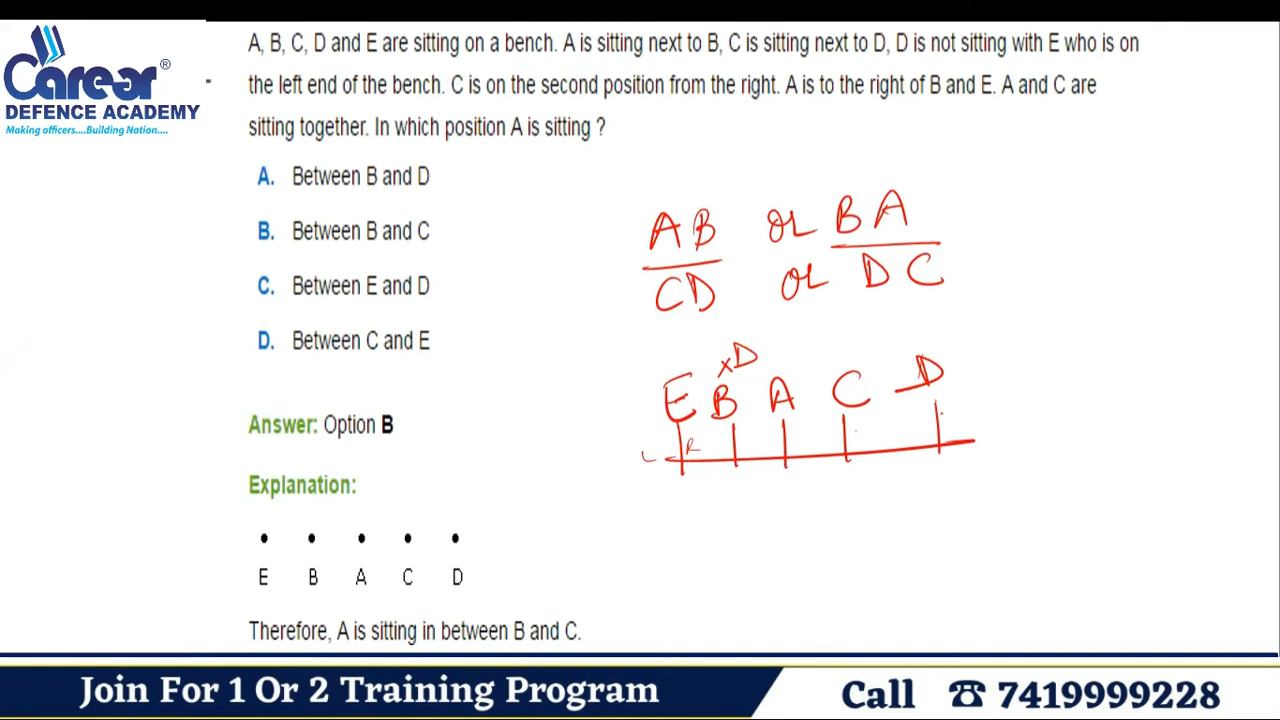 Carear®
DEFENCE ACADEMY
Making officers....Building Nation....
-
A, B, C, D and E are sitting on a bench. A is sitting next to B, C is sitting next to D, D is not sitting with E who is on
the left end of the bench. C is on the second position from the right. A is to the right of B and E. A and C are
sitting together. In which position A is sitting ?
A. Between B and D
B. Between B and C
C. Between E and D
D. Between C and E
AB or BA
CD or DC
xD
E B A C D
L R
Answer: Option B
Explanation:
• • • • •
E B A C D
Therefore, A is sitting in between B and C.
Join For 1 Or 2 Training Program
Call ☎ 7419999228